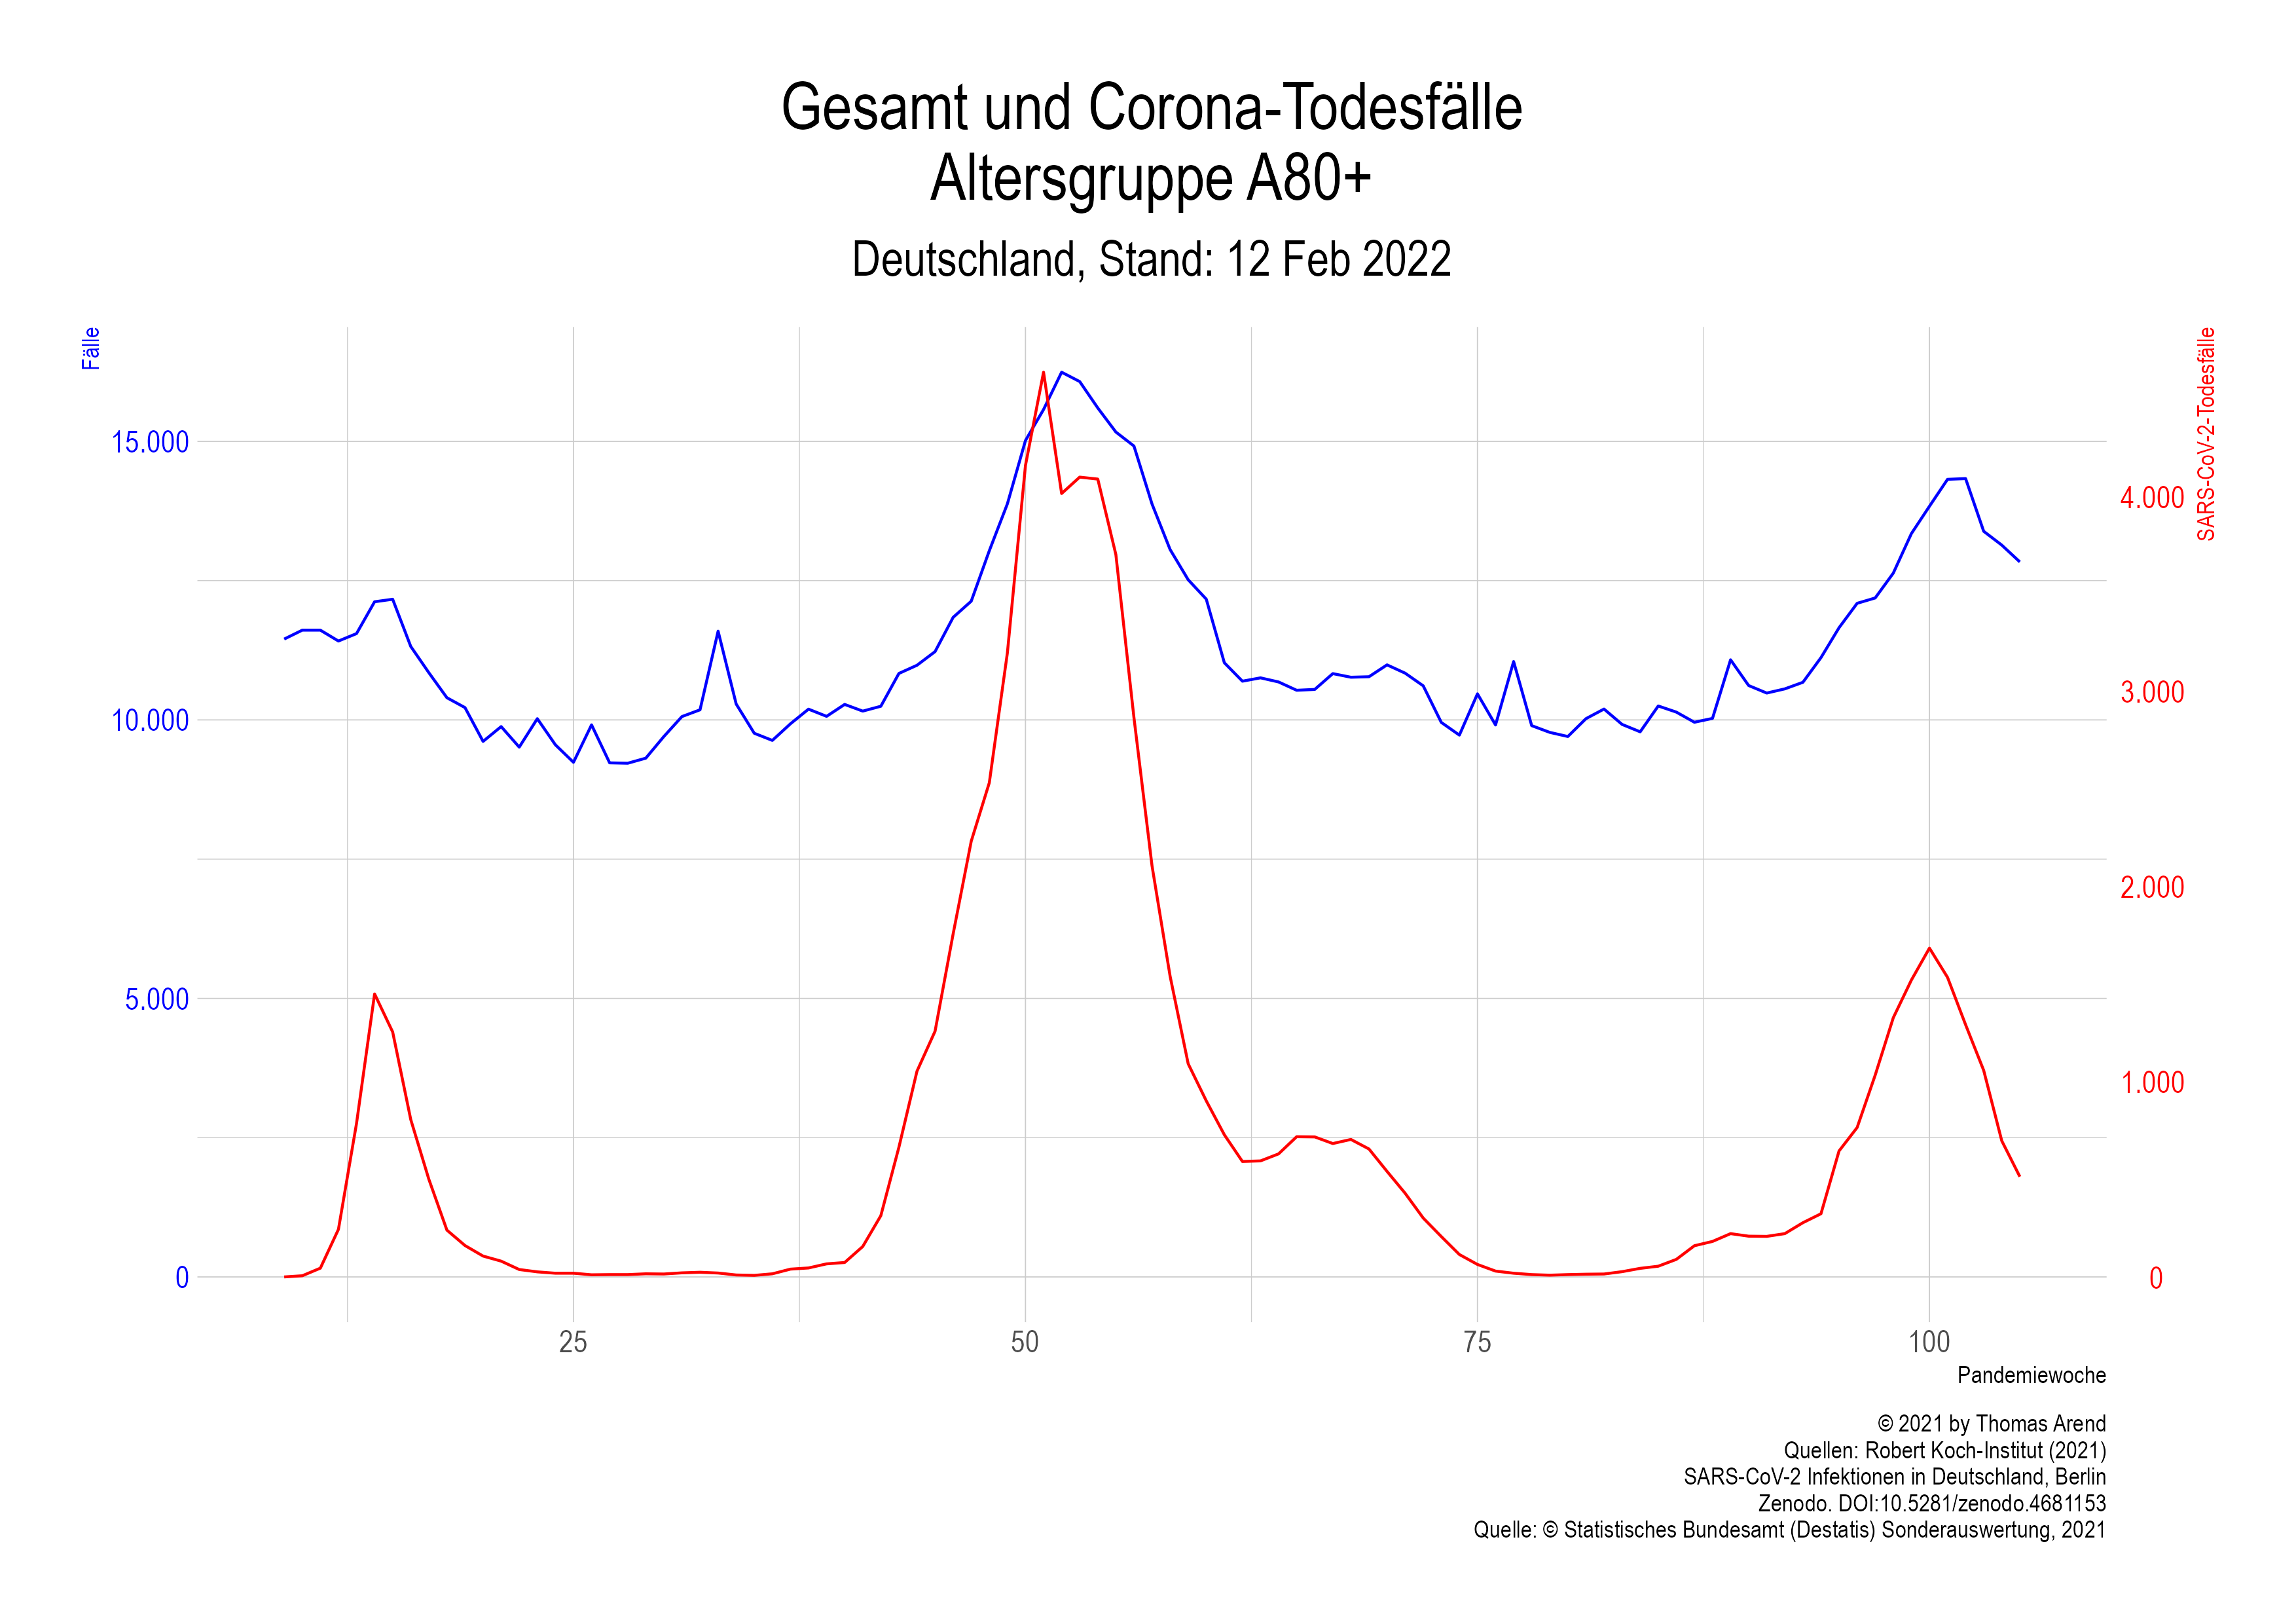 Gesamt und Corona-Todesfälle
Altersgruppe A80+
Deutschland, Stand: 12 Feb 2022
Fälle
SARS-CoV-2-Todesfälle
15.000
10.000
5.000
0
4.000
3.000
2.000
1.000
0
25
50
75
100
Pandemiewoche
© 2021 by Thomas Arend
Quellen: Robert Koch-Institut (2021)
SARS-CoV-2 Infektionen in Deutschland, Berlin
Zenodo. DOI:10.5281/zenodo.4681153
Quelle: © Statistisches Bundesamt (Destatis) Sonderauswertung, 2021